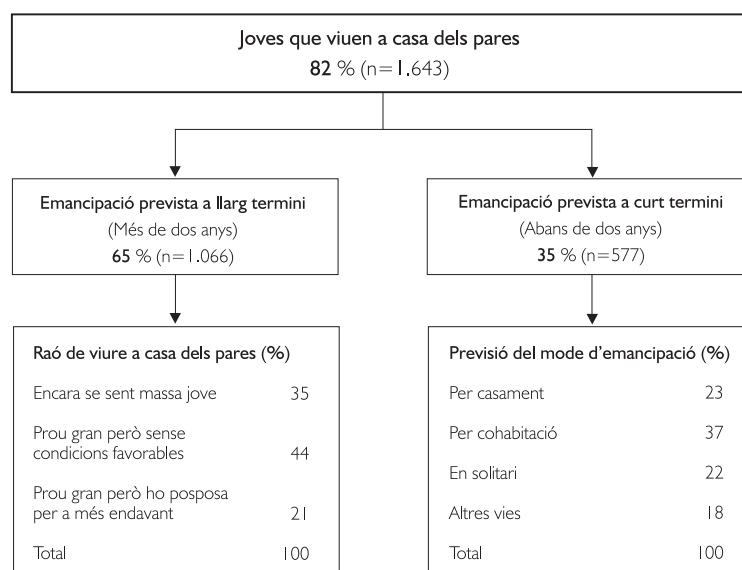 Joves que viuen a casa dels pares
82 % (n=1.643)
Emancipació prevista a llarg termini
(Més de dos anys)
65 % (n=1.066)
Emancipació prevista a curt termini
(Abans de dos anys)
35 % (n=577)
Raó de viure a casa dels pares (%)
Encara se sent massa jove 35
Prou gran però sense
condicions favorables 44
Prou gran però ho posposa
per a més endavant 21
Total 100
Previsió del mode d’emancipació (%)
Per casament 23
Per cohabitació 37
En solitari 22
Altres vies 18
Total 100